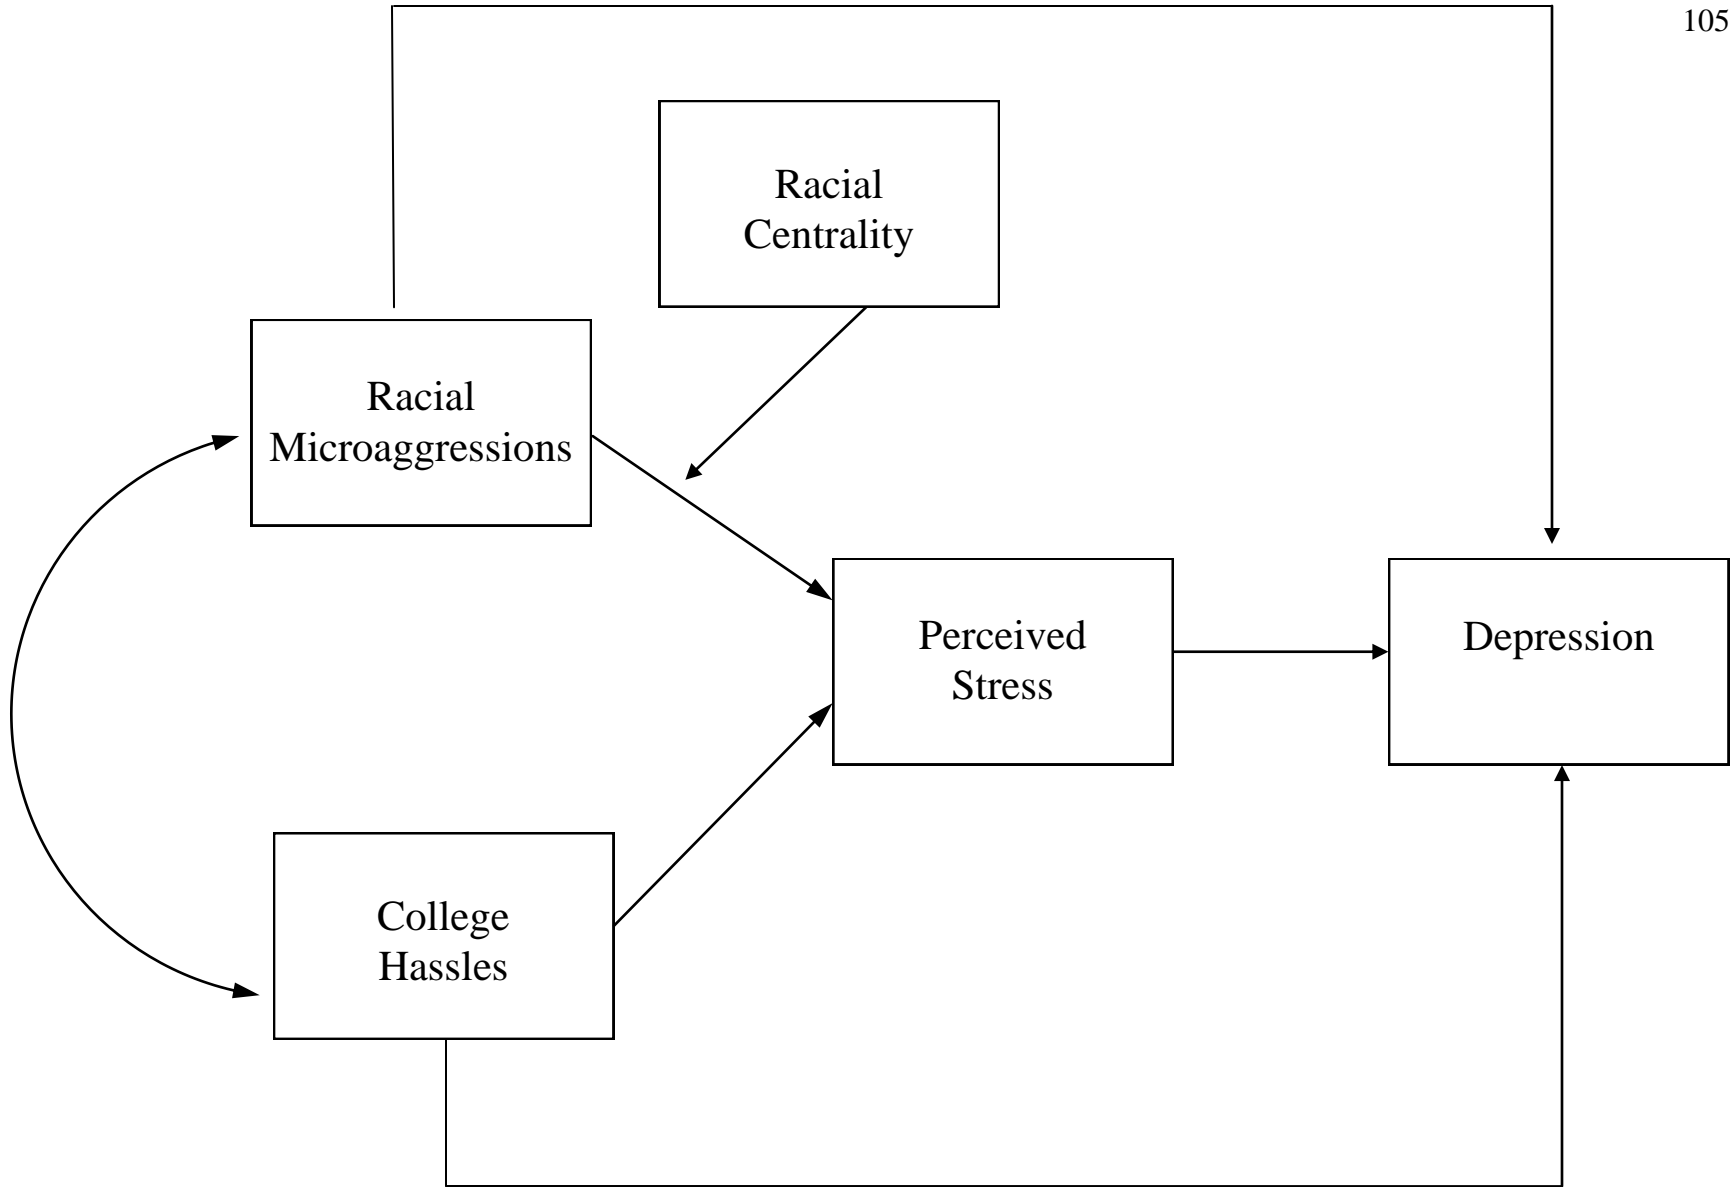 105
Racial
Centrality
Racial
Microaggressions
Perceived
Stress
Depression
College
Hassles